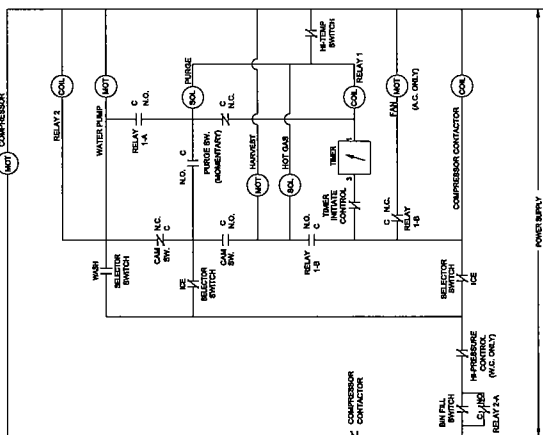 COMPRESSOR
MOT
RELAY 2
COIL
WATER PUMP
MOT
C
N.O.
RELAY
1-A
PURGE
SOL
C
N.O.
PURGE SW.
(MOMENTARY)
C
N.C.
HARVEST
MOT
HOT GAS
SOL
HI-TEMP
SWITCH
RELAY 1
COIL
1
TIMER
3
TIMER
INITIATE
CONTROL
FAN
MOT
(A.C. ONLY)
C N.C.
RELAY
1-B
COIL
COMPRESSOR CONTACTOR
POWER SUPPLY
WASH
SELECTOR
SWITCH
N.C.
C
CAM
SW.
ICE
SELECTOR
SWITCH
C
N.O.
CAM
SW.
N.O.
C
RELAY
1-B
SELECTOR
SWITCH
ICE
HI-PRESSURE
CONTROL
(W.C. ONLY)
COMPRESSOR
CONTACTOR
BIN FILL
SWITCH
C
NO
RELAY 2-A